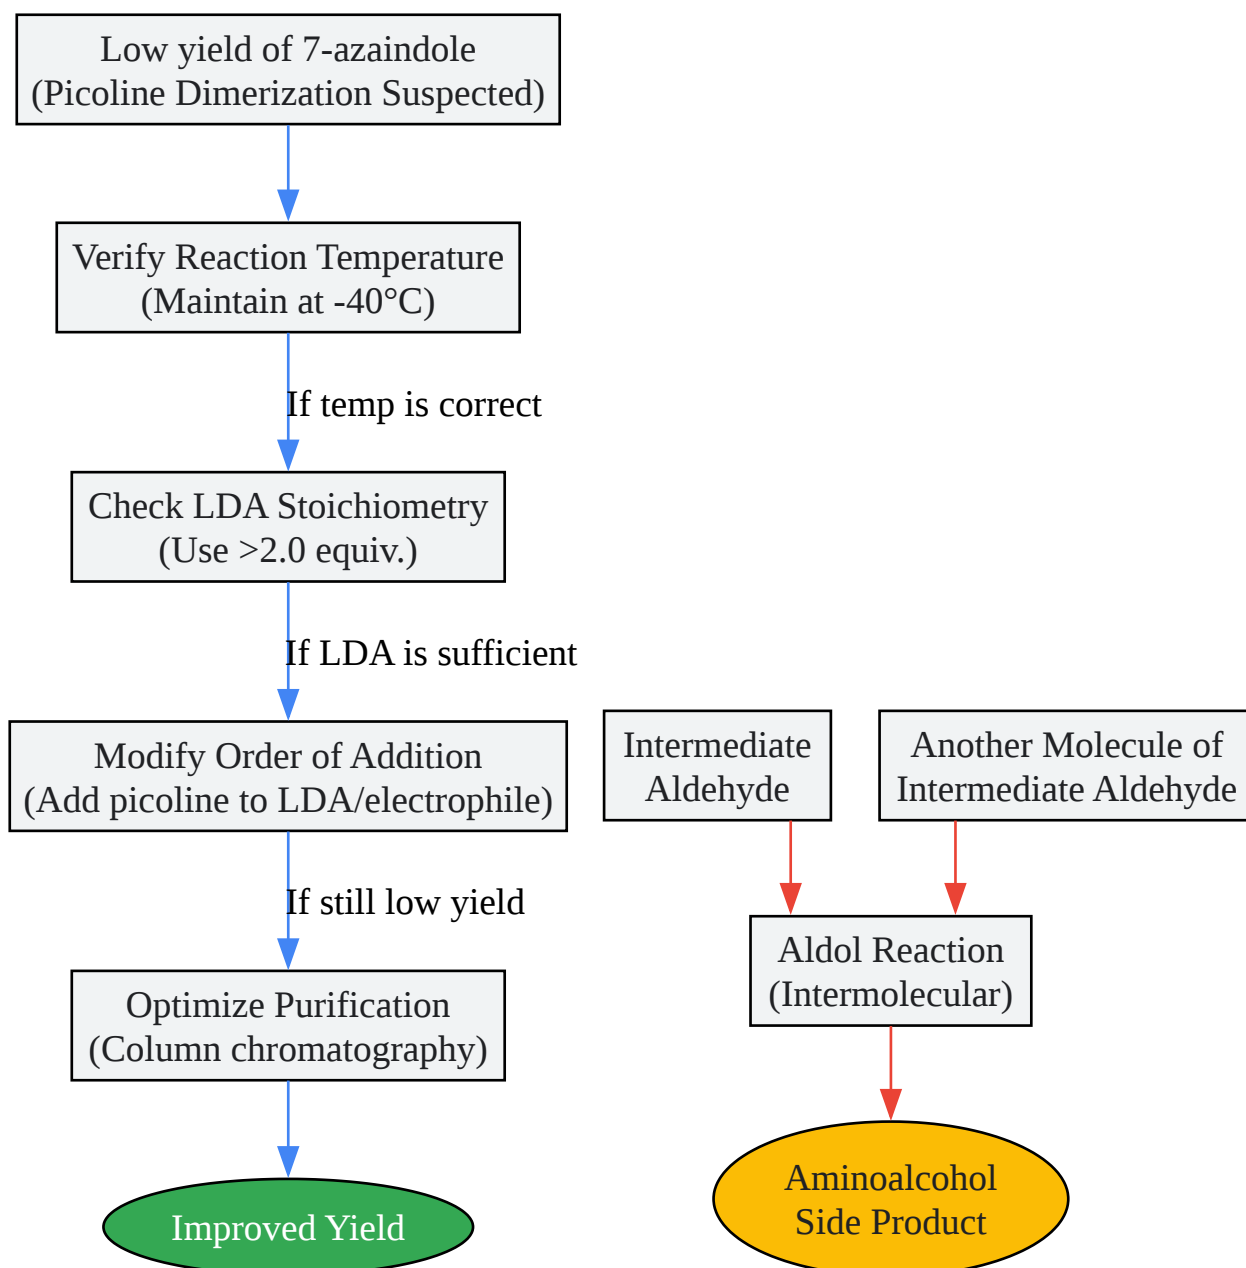 Low yield of 7-azaindole
(Picoline Dimerization Suspected)
Verify Reaction Temperature
(Maintain at -40°C)
If temp is correct
Check LDA Stoichiometry
(Use >2.0 equiv.)
If LDA is sufficient
Modify Order of Addition
(Add picoline to LDA/electrophile)
If still low yield
Optimize Purification
(Column chromatography)
Improved Yield
Intermediate
Aldehyde
Another Molecule of
Intermediate Aldehyde
Aldol Reaction
(Intermolecular)
Aminoalcohol
Side Product